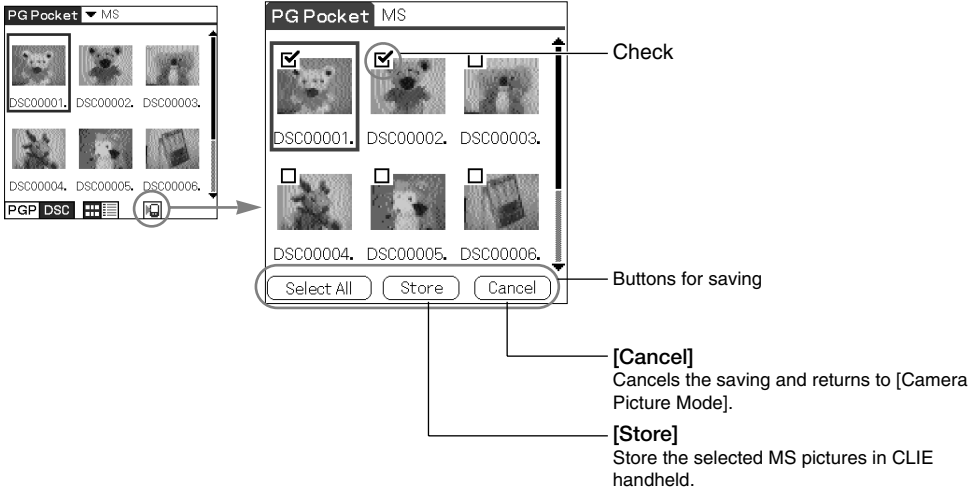 PG Pocket MS
DSC00001. DSC00002. DSC00003.
DSC00004. DSC00005. DSC00006.
PGP DSC
PG Pocket MS
DSC00001. DSC00002. DSC00003.
DSC00004. DSC00005. DSC00006.
Select All Store Cancel
Check
Buttons for saving
[Cancel]
Cancels the saving and returns to [Camera
Picture Mode].
[Store]
Store the selected MS pictures in CLIE
handheld.